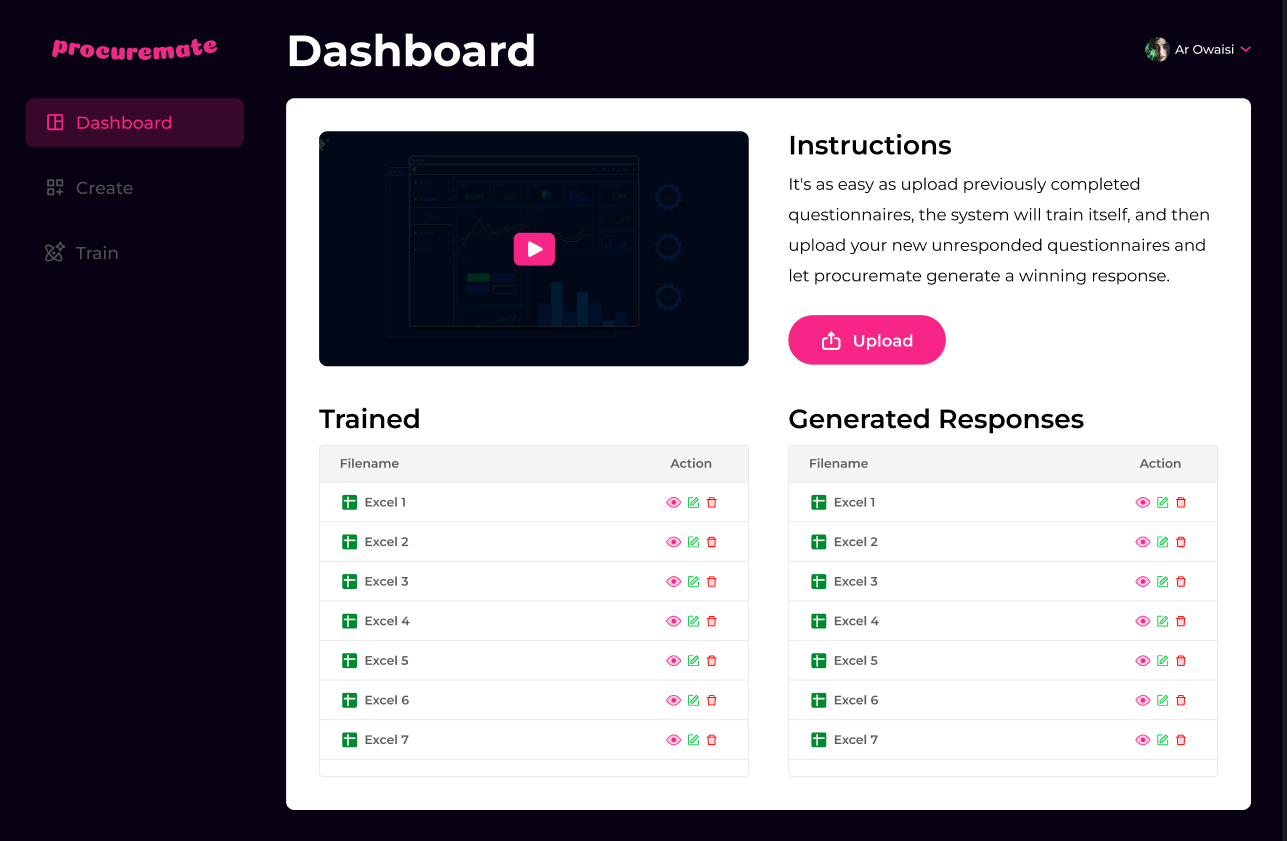 procuremate
Dashboard
Ar Owaisi
Dashboard
Create
Train
Instructions
It's as easy as upload previously completed
questionnaires, the system will train itself, and then
upload your new unresponded questionnaires and
let procuremate generate a winning response.
Upload
Trained
Filename Action
Excel 1
Excel 2
Excel 3
Excel 4
Excel 5
Excel 6
Excel 7
Generated Responses
Filename Action
Excel 1
Excel 2
Excel 3
Excel 4
Excel 5
Excel 6
Excel 7